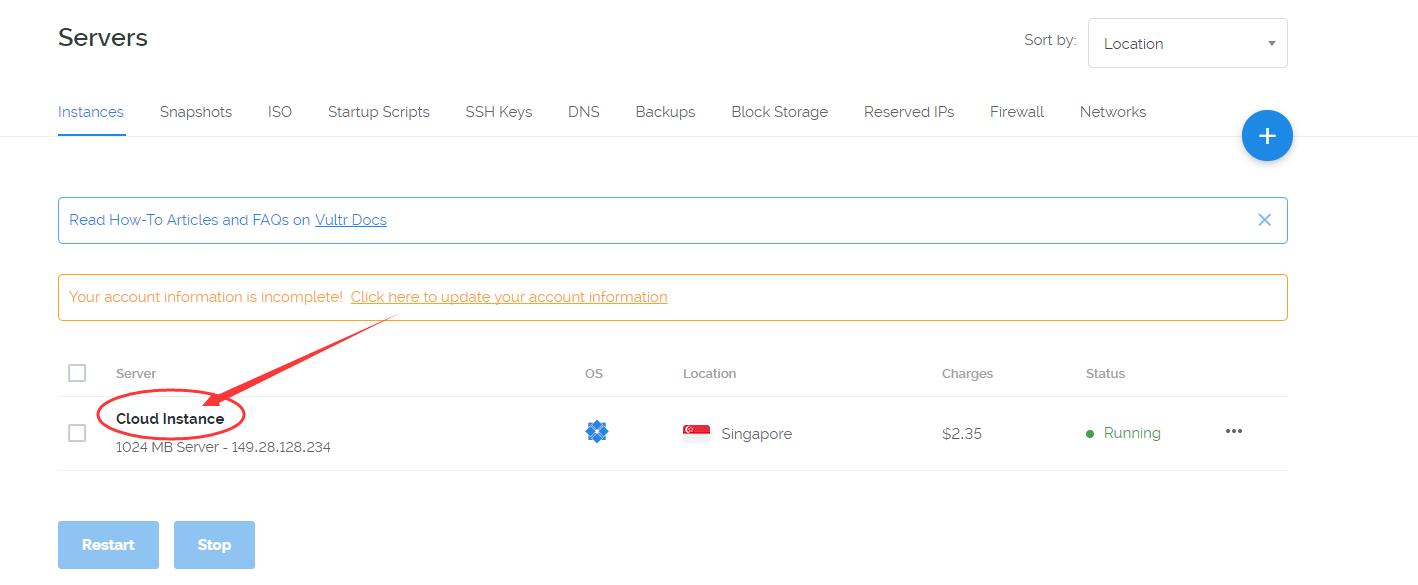 Servers
Sort by: Location
Instances Snapshots ISO Startup Scripts SSH Keys DNS Backups Block Storage Reserved IPs Firewall Networks
Read How-To Articles and FAQs on Vultr Docs
Your account information is incomplete! Click here to update your account information
Server OS Location Charges Status
Cloud Instance
1024 MB Server - 149.28.128.234 Singapore $2.35 Running
Restart Stop